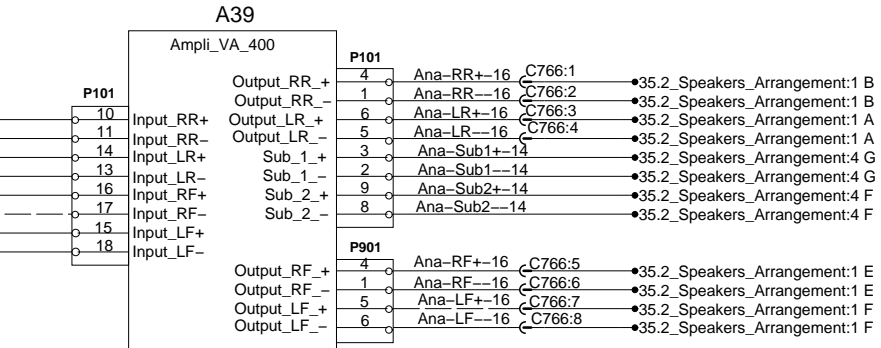 A39
Ampli_VA_400
P101
10 Input_RR+
11 Input_RR−
14 Input_LR+
13 Input_LR−
16 Input_RF+
17 Input_RF−
15 Input_LF+
18 Input_LF−
P101
Output_RR_+ 4 Ana−RR+−16 C766:1 35.2_Speakers_Arrangement:1 B
Output_RR_− 1 Ana−RR−−16 C766:2 35.2_Speakers_Arrangement:1 B
Output_LR_+ 6 Ana−LR+−16 C766:3 35.2_Speakers_Arrangement:1 A
Output_LR_− 5 Ana−LR−−16 C766:4 35.2_Speakers_Arrangement:1 A
Sub_1_+ 3 Ana−Sub1+−14 35.2_Speakers_Arrangement:4 G
Sub_1_− 2 Ana−Sub1−−14 35.2_Speakers_Arrangement:4 G
Sub_2_+ 9 Ana−Sub2+−14 35.2_Speakers_Arrangement:4 F
Sub_2_− 8 Ana−Sub2−−14 35.2_Speakers_Arrangement:4 F
P901
Output_RF_+ 4 Ana−RF+−16 C766:5 35.2_Speakers_Arrangement:1 E
Output_RF_− 1 Ana−RF−−16 C766:6 35.2_Speakers_Arrangement:1 E
Output_LF_+ 5 Ana−LF+−16 C766:7 35.2_Speakers_Arrangement:1 F
Output_LF_− 6 Ana−LF−−16 C766:8 35.2_Speakers_Arrangement:1 F